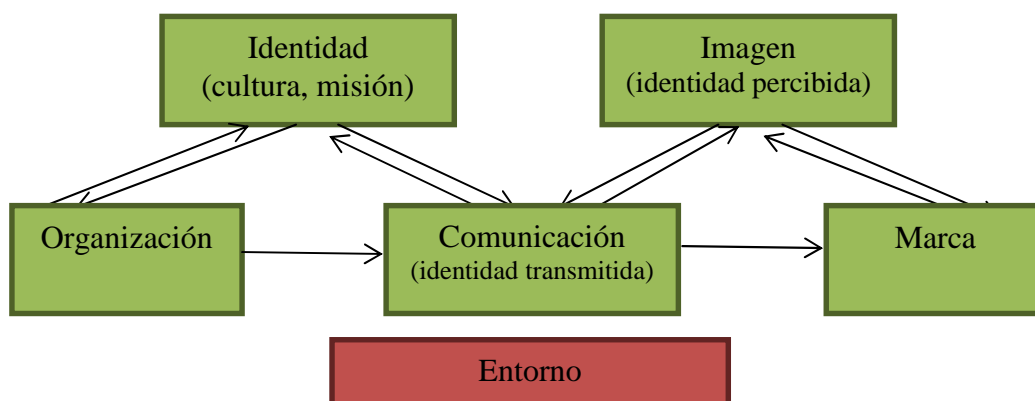 Identidad
(cultura, misión)
Imagen
(identidad percibida)
Organización
Comunicación
(identidad transmitida)
Marca
Entorno